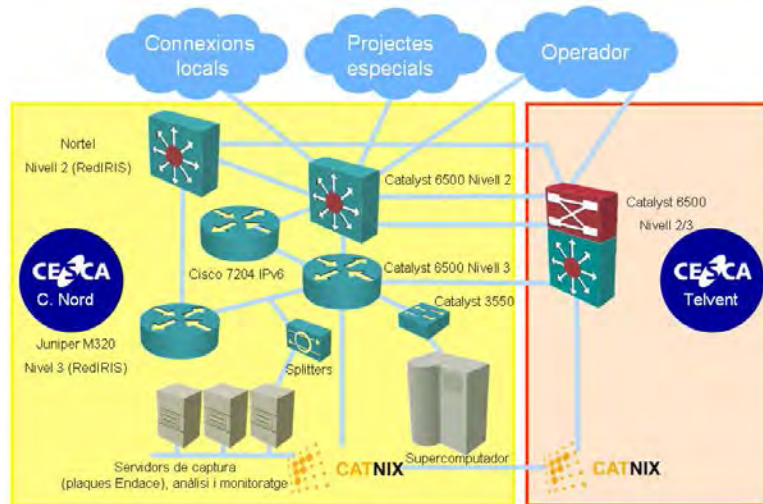 Connexions
locals
Projectes
especials
Operador
Nortel
Nivell 2 (RedIRIS)
Catalyst 6500 Nivell 2
Catalyst 6500
Nivell 2/3
CESCA
C. Nord
Cisco 7204 IPv6
Catalyst 6500 Nivell 3
CESCA
Telvent
Catalyst 3550
Juniper M320
Nivel 3 (RedIRIS)
Splitters
Supercomputador
Servidors de captura
(plaques Endace), anàlisi i monitoratge
CATNIX
CATNIX